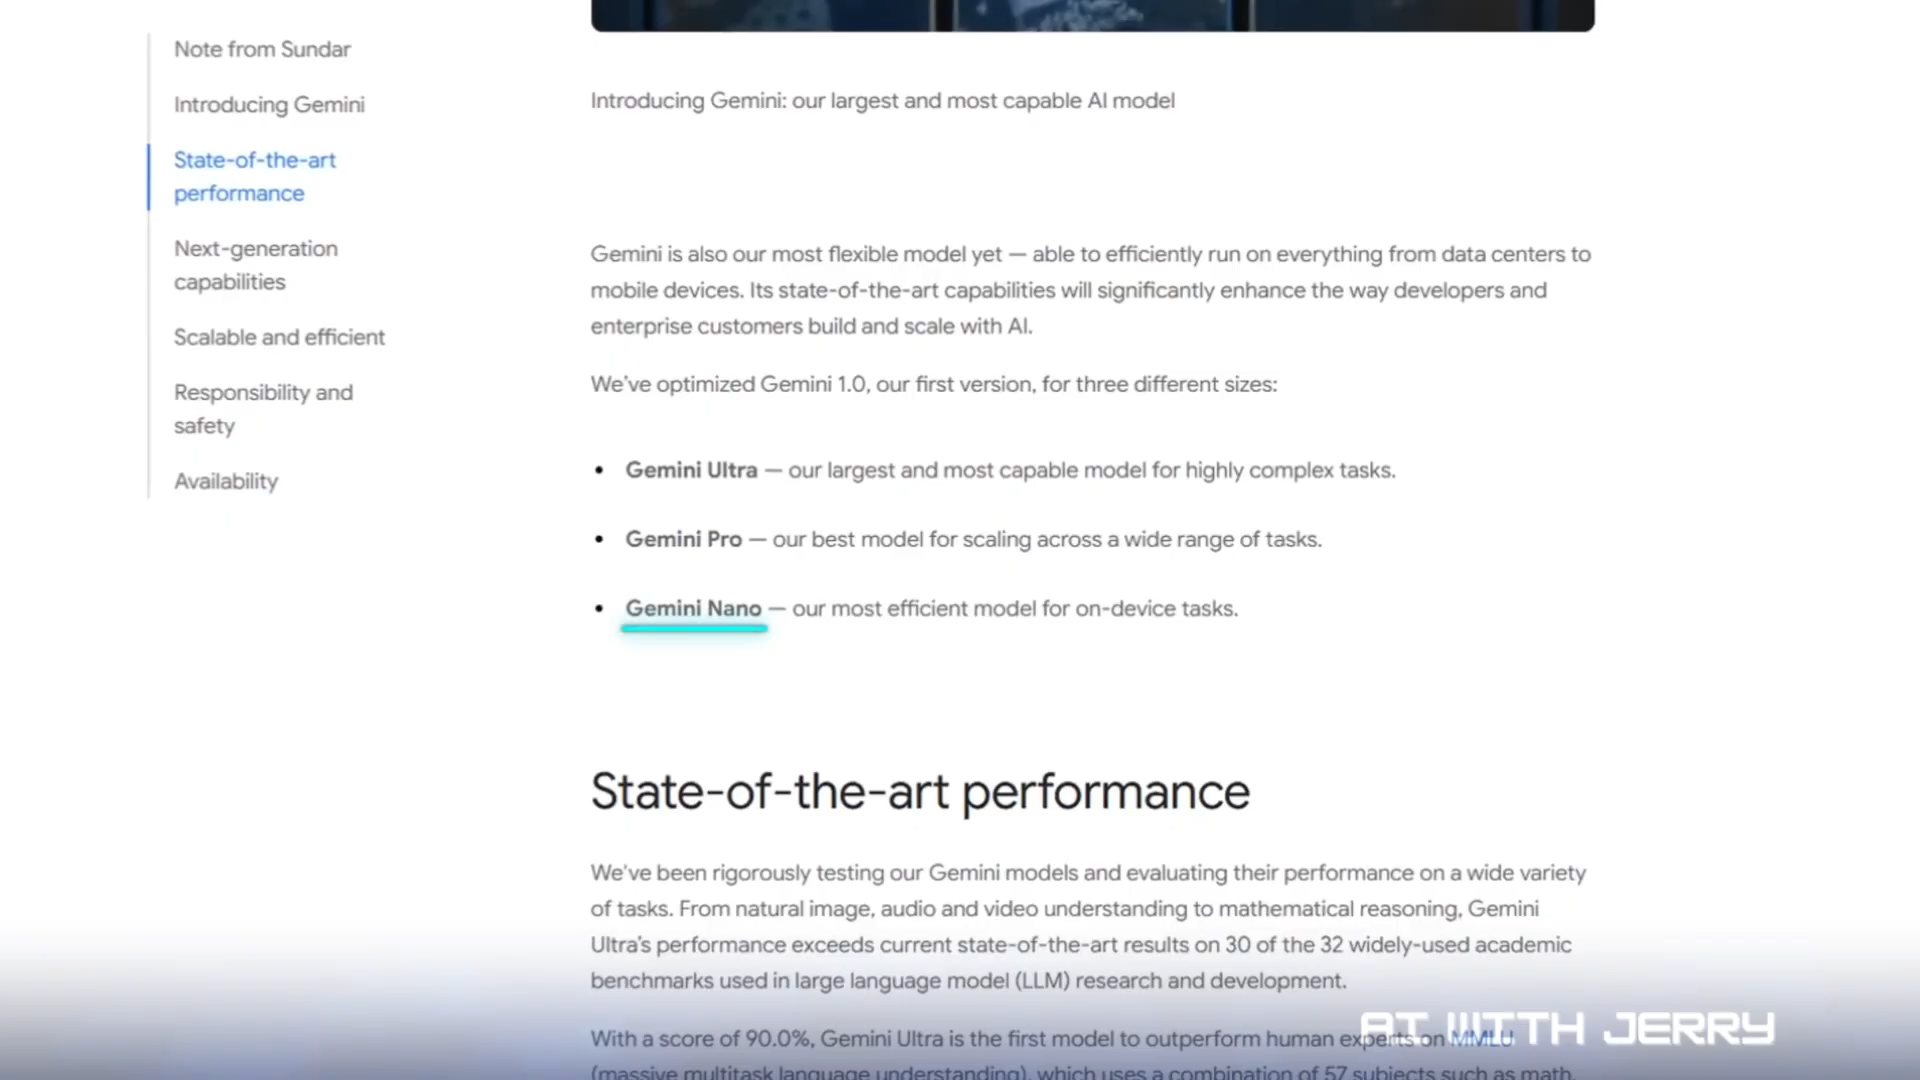 Note from Sundar
Introducing Gemini
State-of-the-art
performance
Next-generation
capabilities
Scalable and efficient
Responsibility and
safety
Availability
Introducing Gemini: our largest and most capable AI model
Gemini is also our most flexible model yet — able to efficiently run on everything from data centers to
mobile devices. Its state-of-the-art capabilities will significantly enhance the way developers and
enterprise customers build and scale with AI.
We've optimized Gemini 1.0, our first version, for three different sizes:
• Gemini Ultra — our largest and most capable model for highly complex tasks.
• Gemini Pro — our best model for scaling across a wide range of tasks.
• Gemini Nano — our most efficient model for on-device tasks.
State-of-the-art performance
We've been rigorously testing our Gemini models and evaluating their performance on a wide variety
of tasks. From natural image, audio and video understanding to mathematical reasoning, Gemini
Ultra's performance exceeds current state-of-the-art results on 30 of the 32 widely-used academic
benchmarks used in large language model (LLM) research and development.
With a score of 90.0%, Gemini Ultra is the first model to outperform human experts on MMLU
(massive multitask language understanding), which uses a combination of 57 subjects such as math,
AI WITH JERRY